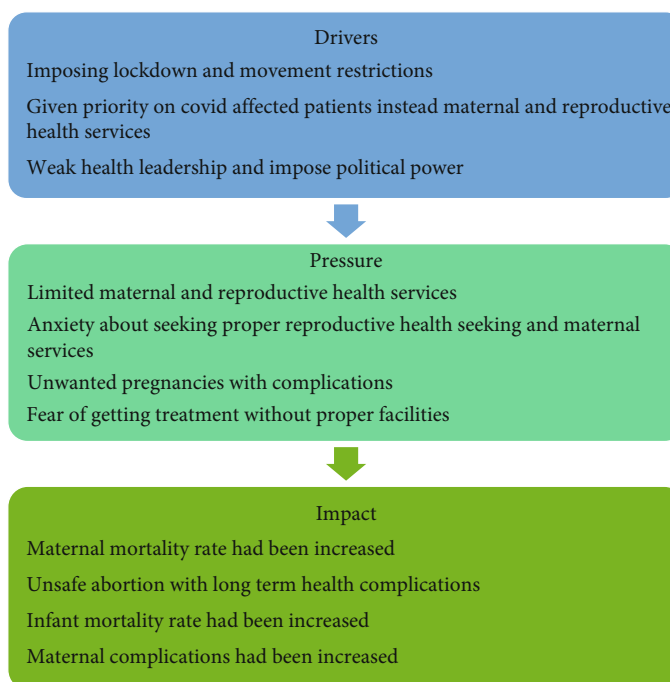 Drivers
Imposing lockdown and movement restrictions
Given priority on covid affected patients instead maternal and reproductive
health services
Weak health leadership and impose political power
Pressure
Limited maternal and reproductive health services
Anxiety about seeking proper reproductive health seeking and maternal
services
Unwanted pregnancies with complications
Fear of getting treatment without proper facilities
Impact
Maternal mortality rate had been increased
Unsafe abortion with long term health complications
Infant mortality rate had been increased
Maternal complications had been increased